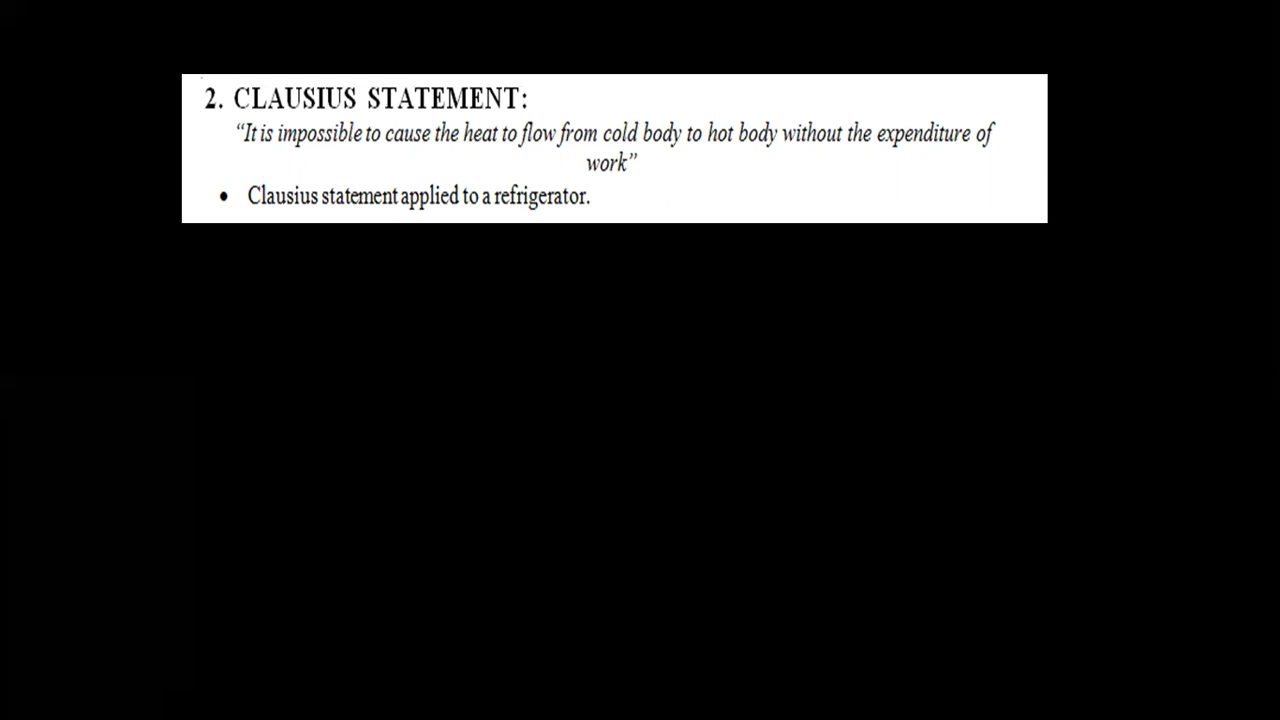 2. CLAUSIUS STATEMENT:
“It is impossible to cause the heat to flow from cold body to hot body without the expenditure of
work”
• Clausius statement applied to a refrigerator.